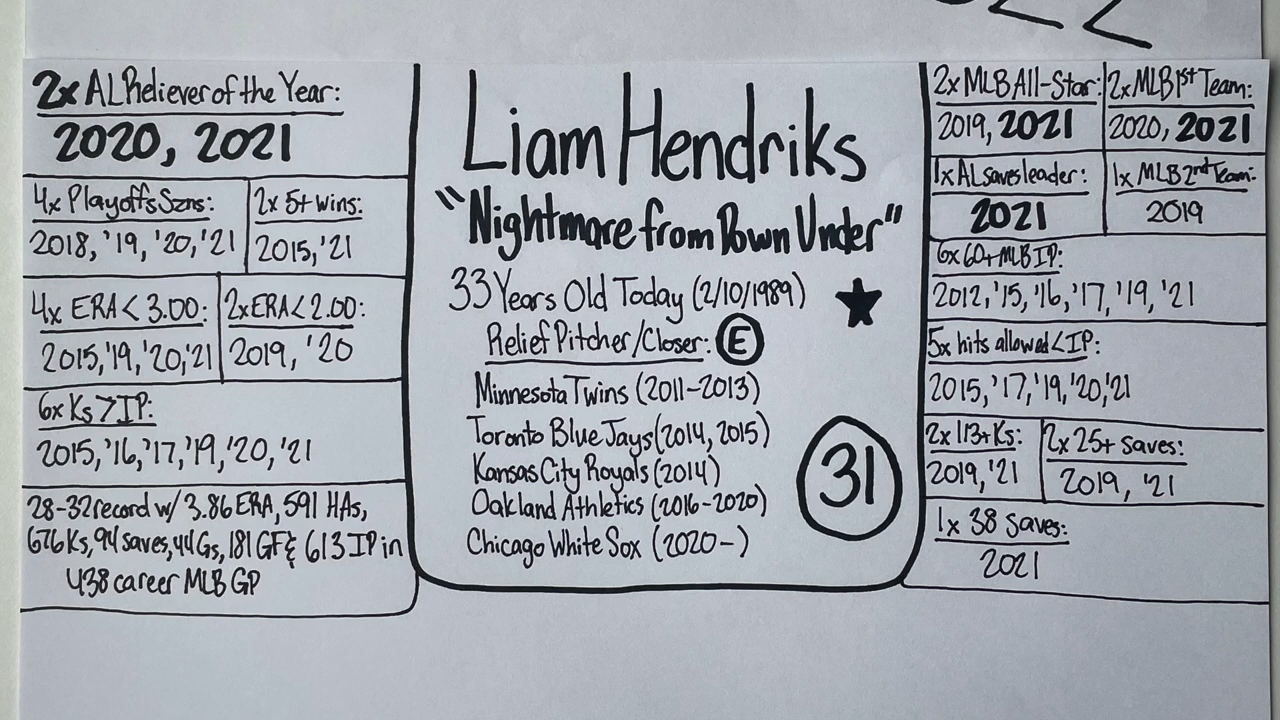 2x AL Reliever of the Year:
2020, 2021
4x Playoffs Szns:
2018, '19, '20, '21
2x 5+ wins:
2015, '21
4x ERA < 3.00:
2015, '19, '20, '21
2x ERA < 2.00:
2019, '20
6x Ks > IP:
2015, '16, '17, '19, '20, '21
28-32 record w/ 3.86 ERA, 591 HAs,
676 Ks, 94 saves, 44 Gs, 181 GF & 613 IP in
438 career MLB GP
Liam Hendriks
"Nightmare from Down Under"
33 Years Old Today (2/10/1989)
Relief Pitcher/Closer: E
Minnesota Twins (2011-2013)
Toronto Blue Jays (2014, 2015)
Kansas City Royals (2014)
Oakland Athletics (2016-2020)
Chicago White Sox (2020-)
31
2x MLB All-Star:
2019, 2021
2x MLB 1st Team:
2020, 2021
1x AL saves leader:
2021
1x MLB 2nd Team:
2019
6x 60+ MLB IP:
2012, '15, '16, '17, '19, '21
5x hits allowed < IP:
2015, '17, '19, '20, '21
2x 113+ Ks:
2019, '21
2x 25+ saves:
2019, '21
1x 38 saves:
2021